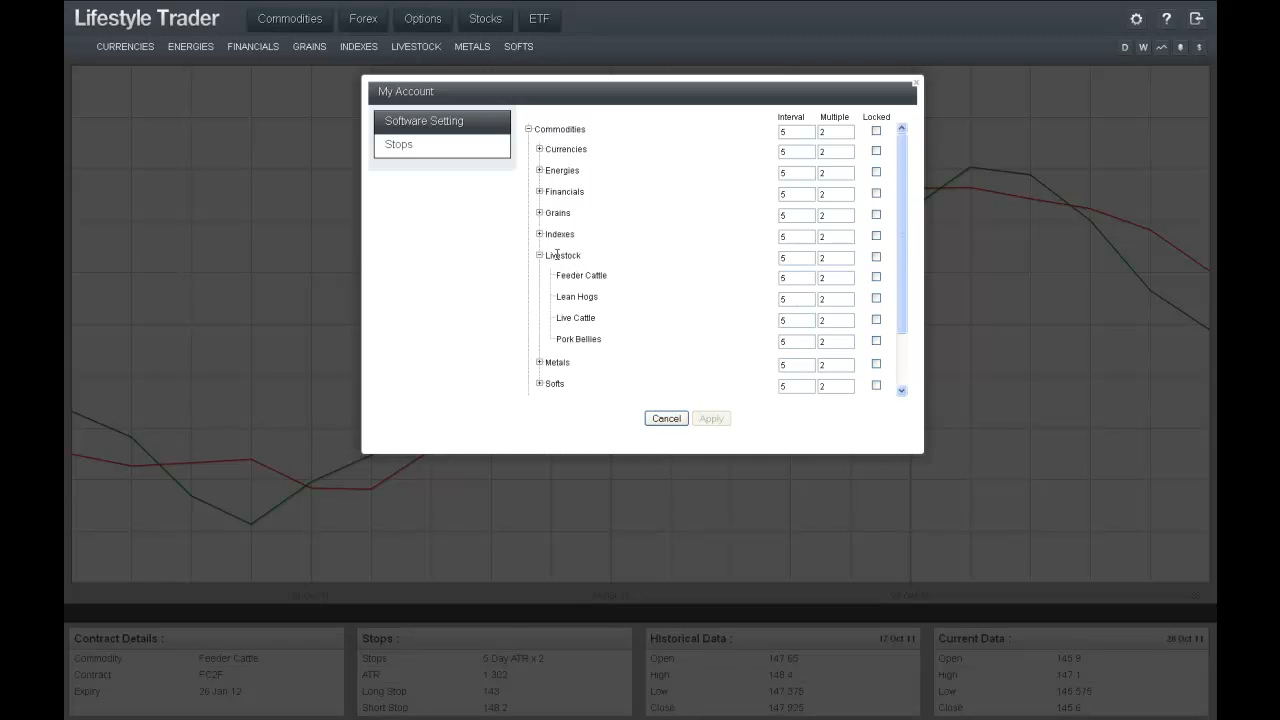 Lifestyle Trader Commodities Forex Options Stocks ETF ?
CURRENCIES ENERGIES FINANCIALS GRAINS INDEXES LIVESTOCK METALS SOFTS D W $
My Account
Software Setting
Stops
Interval Multiple Locked
Commodities 5 2
Currencies 5 2
Energies 5 2
Financials 5 2
Grains 5 2
Indexes 5 2
Livestock 5 2
Feeder Cattle 5 2
Lean Hogs 5 2
Live Cattle 5 2
Pork Bellies 5 2
Metals 5 2
Softs 5 2
Cancel Apply
Contract Details :
Commodity Feeder Cattle
Contract FC2F
Expiry 26 Jan 12
Stops :
Stops 5 Day ATR x 2
ATR 1.302
Long Stop 143
Short Stop 148.2
Historical Data : 17 Oct 11
Open 147.65
High 148.4
Low 147.375
Close 147.925
Current Data : 28 Oct 11
Open 145.9
High 147.1
Low 145.575
Close 145.6